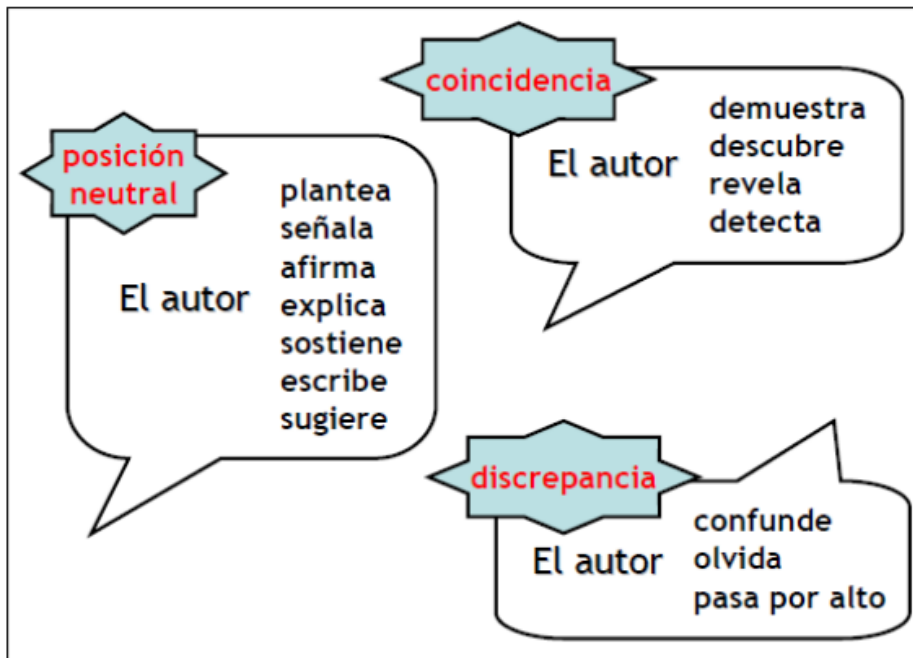 posición
neutral
El autor
plantea
señala
afirma
explica
sostiene
escribe
sugiere
coincidencia
El autor
demuestra
descubre
revela
detecta
discrepancia
El autor
confunde
olvida
pasa por alto